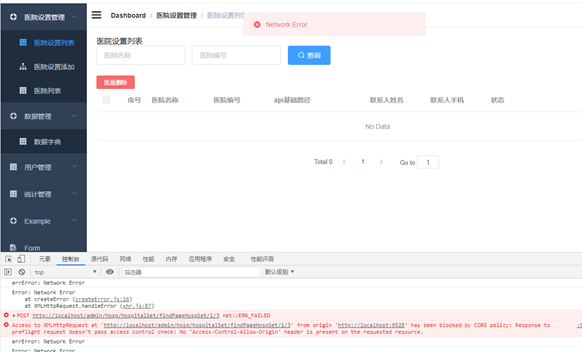 医院设置管理
医院设置列表
医院设置添加
医院列表
数据管理
数据字典
用户管理
统计管理
Example
Form
Dashboard / 医院设置管理 / 医院设置列
Network Error
医院设置列表
医院名称 医院编号 查询
批量删除
序号 医院名称 医院编号 api基础路径 联系人姓名 联系人手机 状态
No Data
Total 0 < 1 > Go to 1
元素 控制台 源代码 网络 性能 内存 应用程序 安全 性能评测
top 筛选器 默认级别
errError: Network Error
Error: Network Error
at createError (createError.js:16)
at XMLHttpRequest.handleError (xhr.js:87)
POST http://localhost/admin/hosp/hospitalSet/findPageHospSet/1/3 net::ERR_FAILED
Access to XMLHttpRequest at 'http://localhost/admin/hosp/hospitalSet/findPageHospSet/1/3' from origin 'http://localhost:9528' has been blocked by CORS policy: Response to
preflight request doesn't pass access control check: No 'Access-Control-Allow-Origin' header is present on the requested resource.
errError: Network Error
Error: Network Error